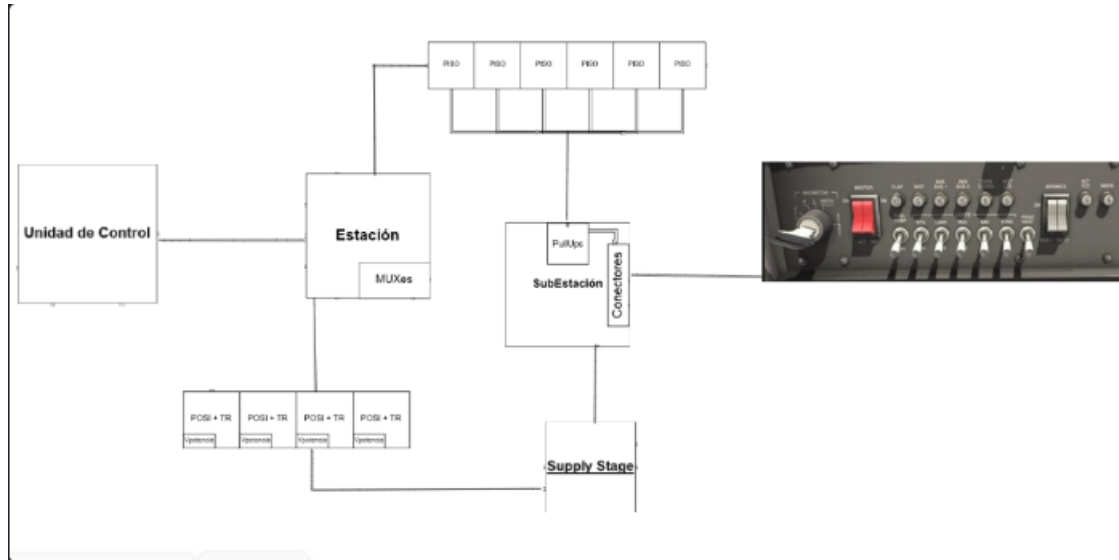 PISO PISO PISO PISO PISO PISO
Unidad de Control
Estación
MUXes
PullUps
SubEstación
Conectores
MASTER
FLAP
POSI + TR POSI + TR POSI + TR POSI + TR
Vpotencia Vpotencia Vpotencia Vpotencia
Supply Stage